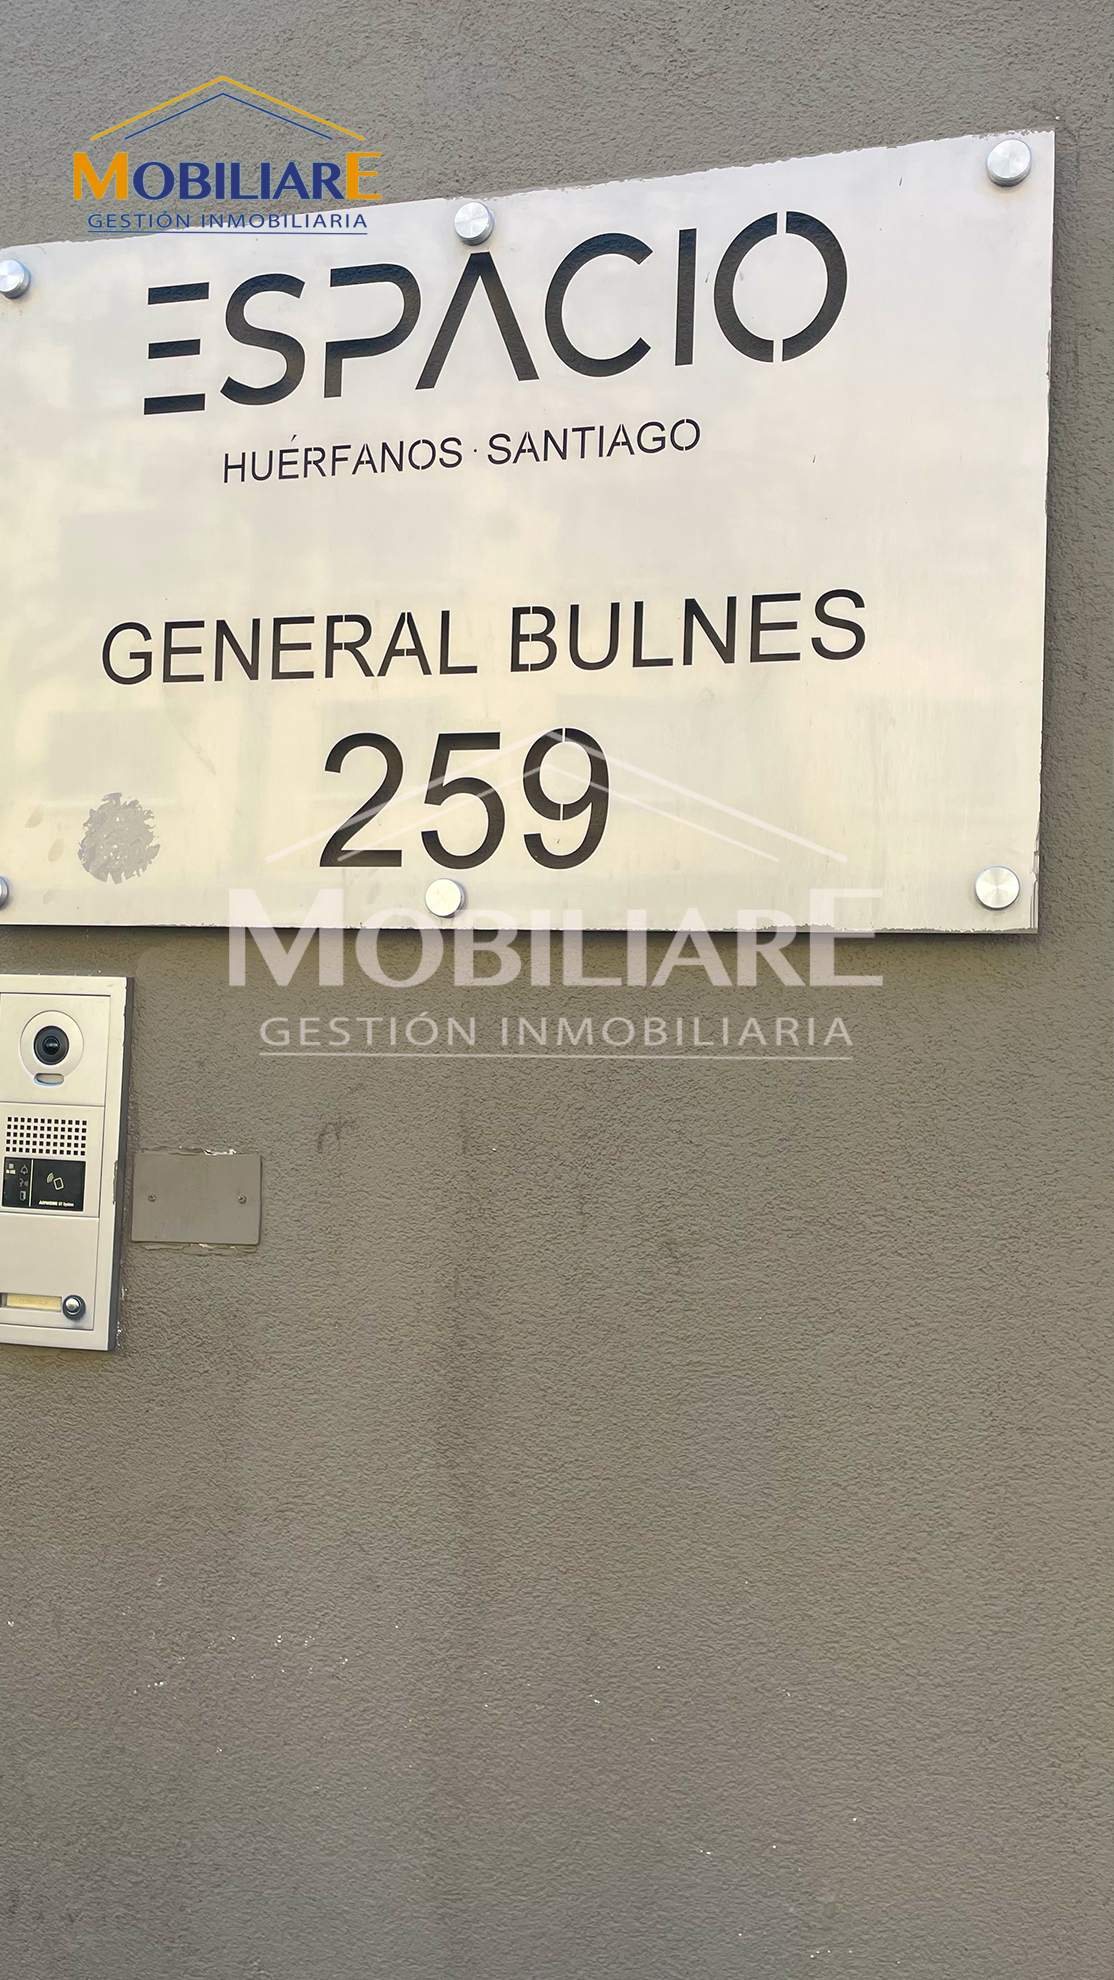 MOBILIARE
GESTIÓN INMOBILIARIA
ESPACIO
HUÉRFANOS · SANTIAGO
GENERAL BULNES
259
MOBILIARE
GESTIÓN INMOBILIARIA